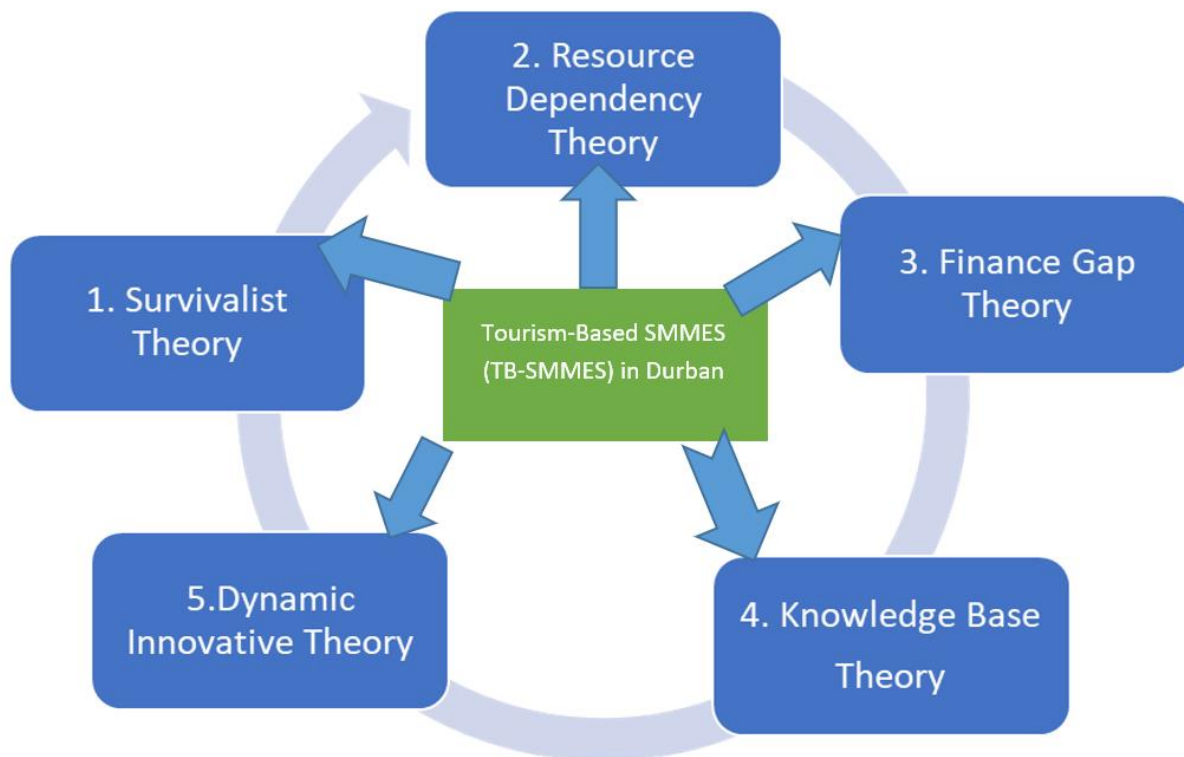 2. Resource
Dependency
Theory
1. Survivalist
Theory
3. Finance Gap
Theory
Tourism-Based SMMES
(TB-SMMES) in Durban
5.Dynamic
Innovative Theory
4. Knowledge Base
Theory